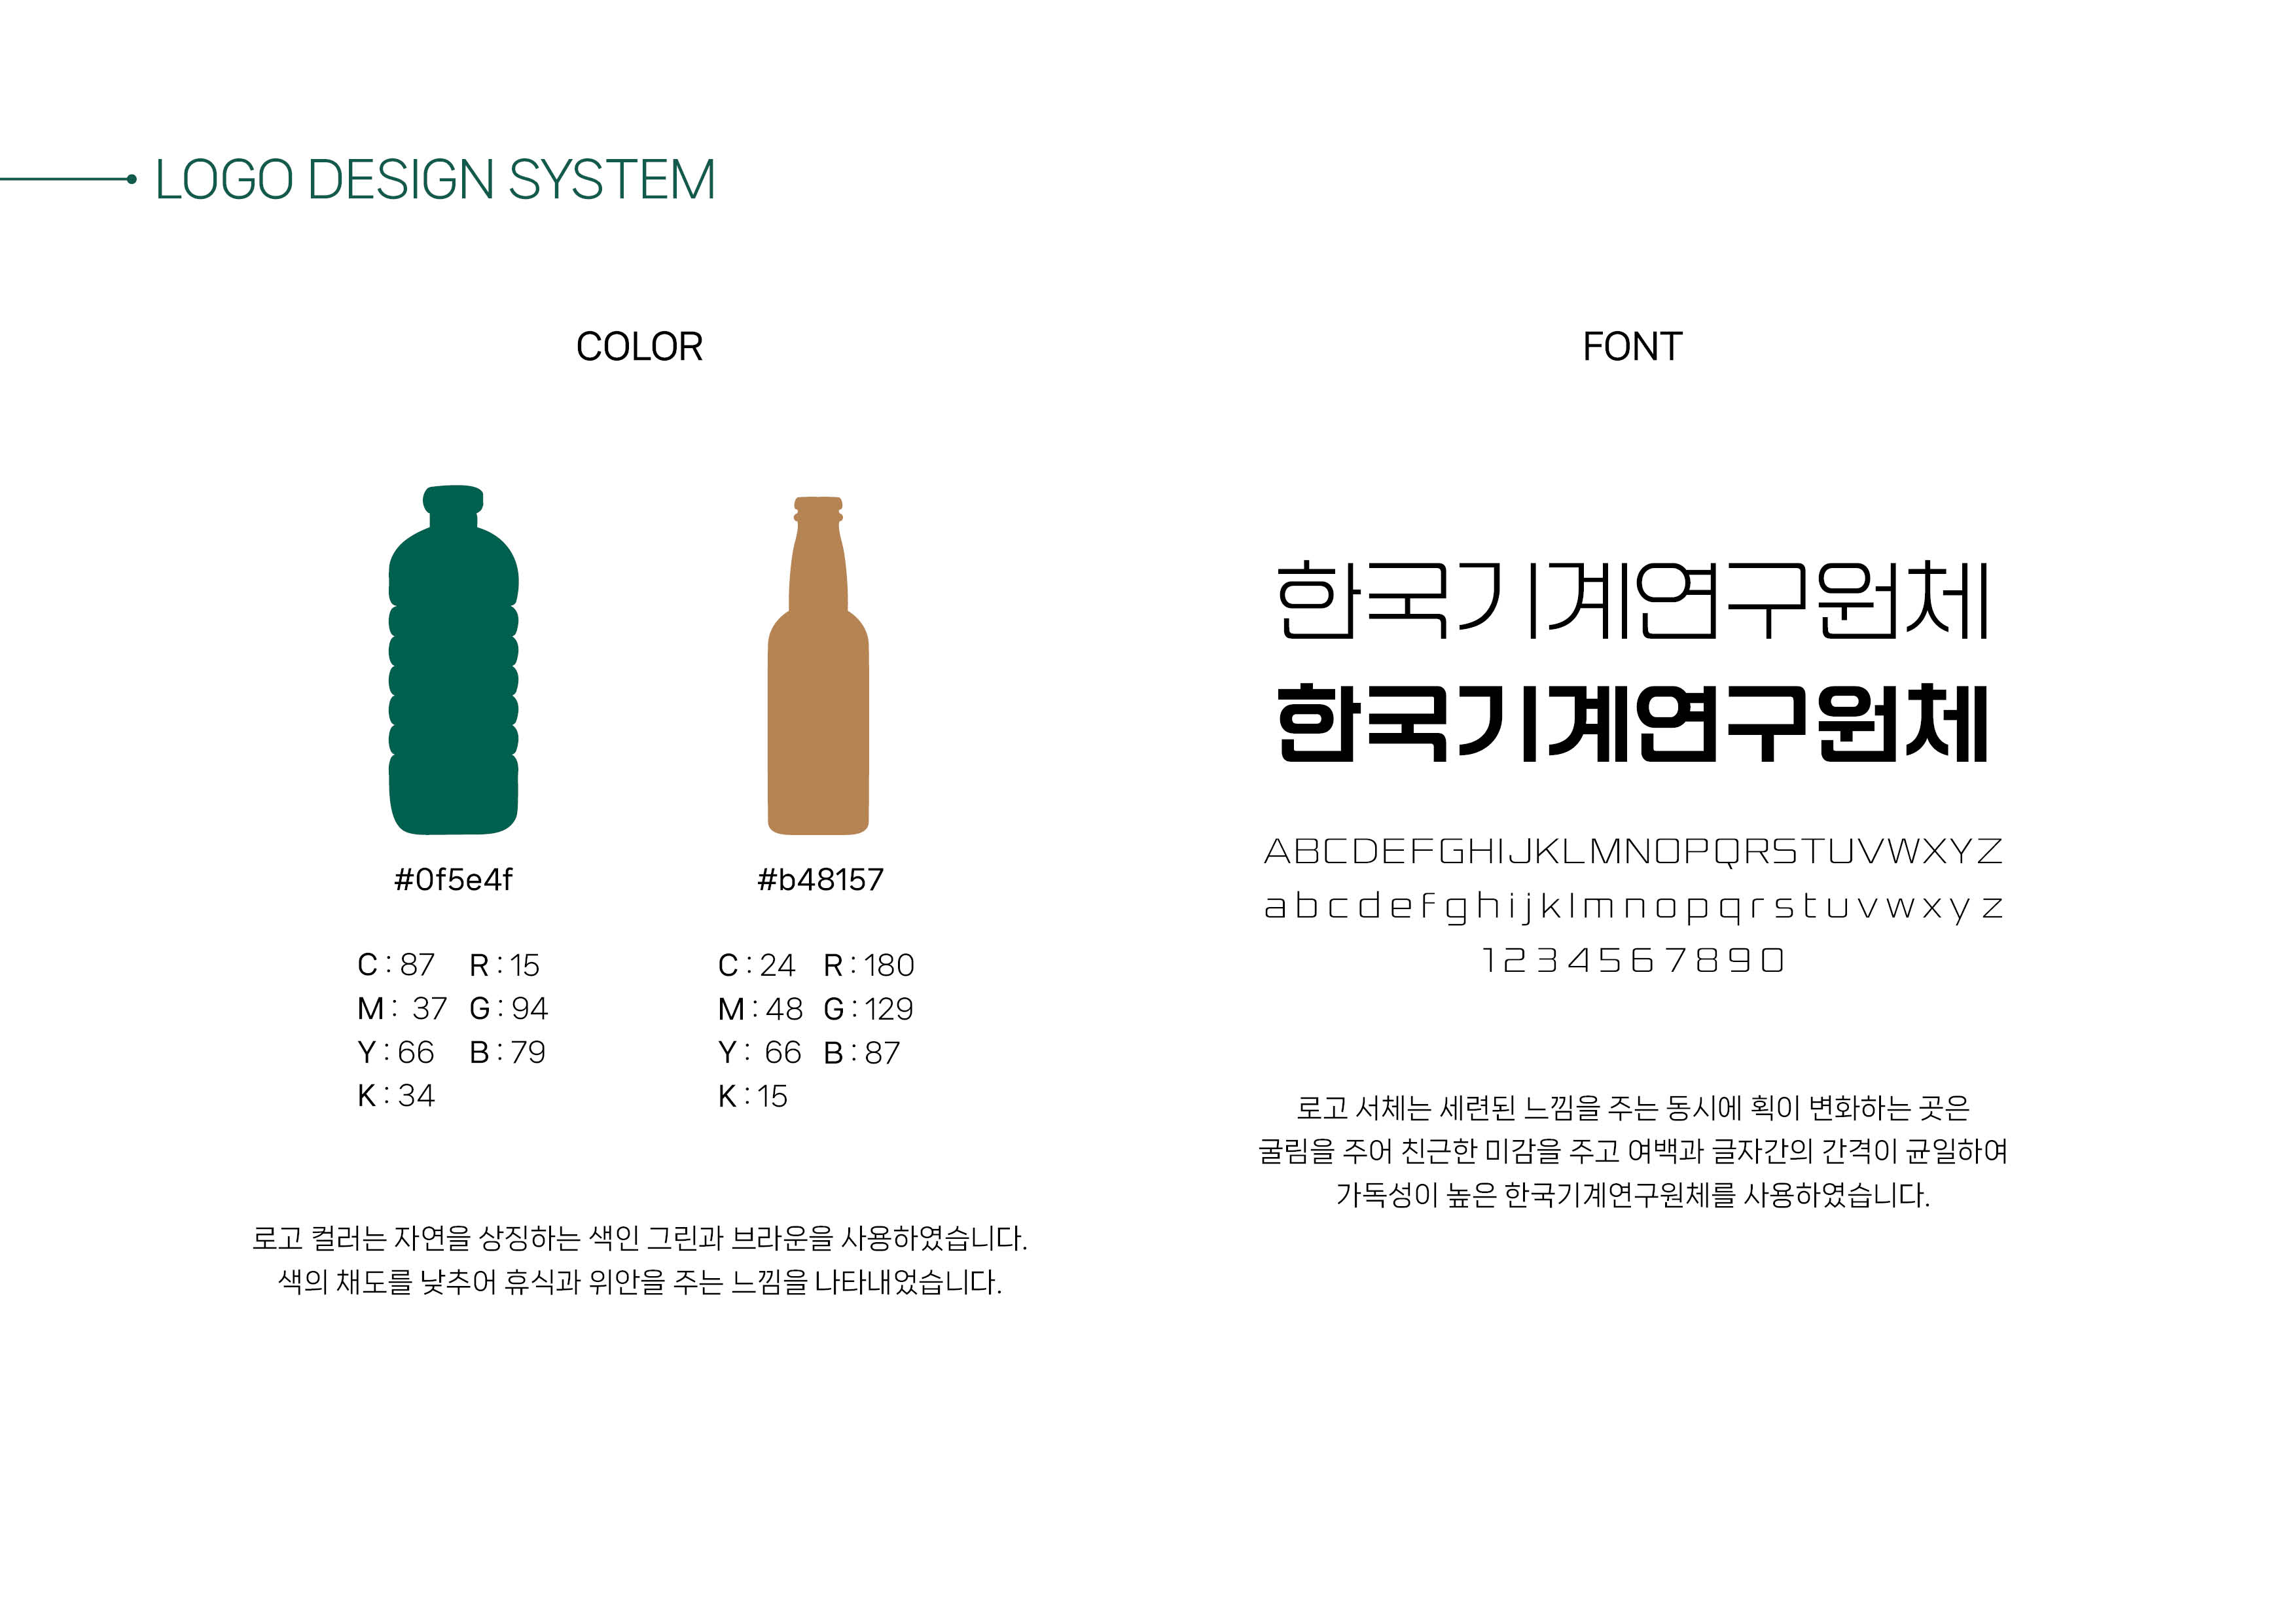 LOGO DESIGN SYSTEM
COLOR
#0f5e4f
#b48157
C : 87 R : 15
M : 37 G : 94
Y : 66 B : 79
K : 34
C : 24 R : 180
M : 48 G : 129
Y : 66 B : 87
K : 15
로고 컬러는 자연을 상징하는 색인 그린과 브라운을 사용하였습니다.
색의 채도를 낮추어 휴식과 위안을 주는 느낌을 나타내었습니다.
FONT
한국기계연구원체
한국기계연구원체
ABCDEFGHIJKLMNOPQRSTUVWXYZ
abcdefghijklmnopqrstuvwxyz
1234567890
로고 서체는 세련된 느낌을 주는 동시에 획이 변화하는 곳은
굴림을 주어 친근한 미감을 주고 여백과 글자간의 간격이 균일하여
가독성이 높은 한국기계연구원체를 사용하였습니다.